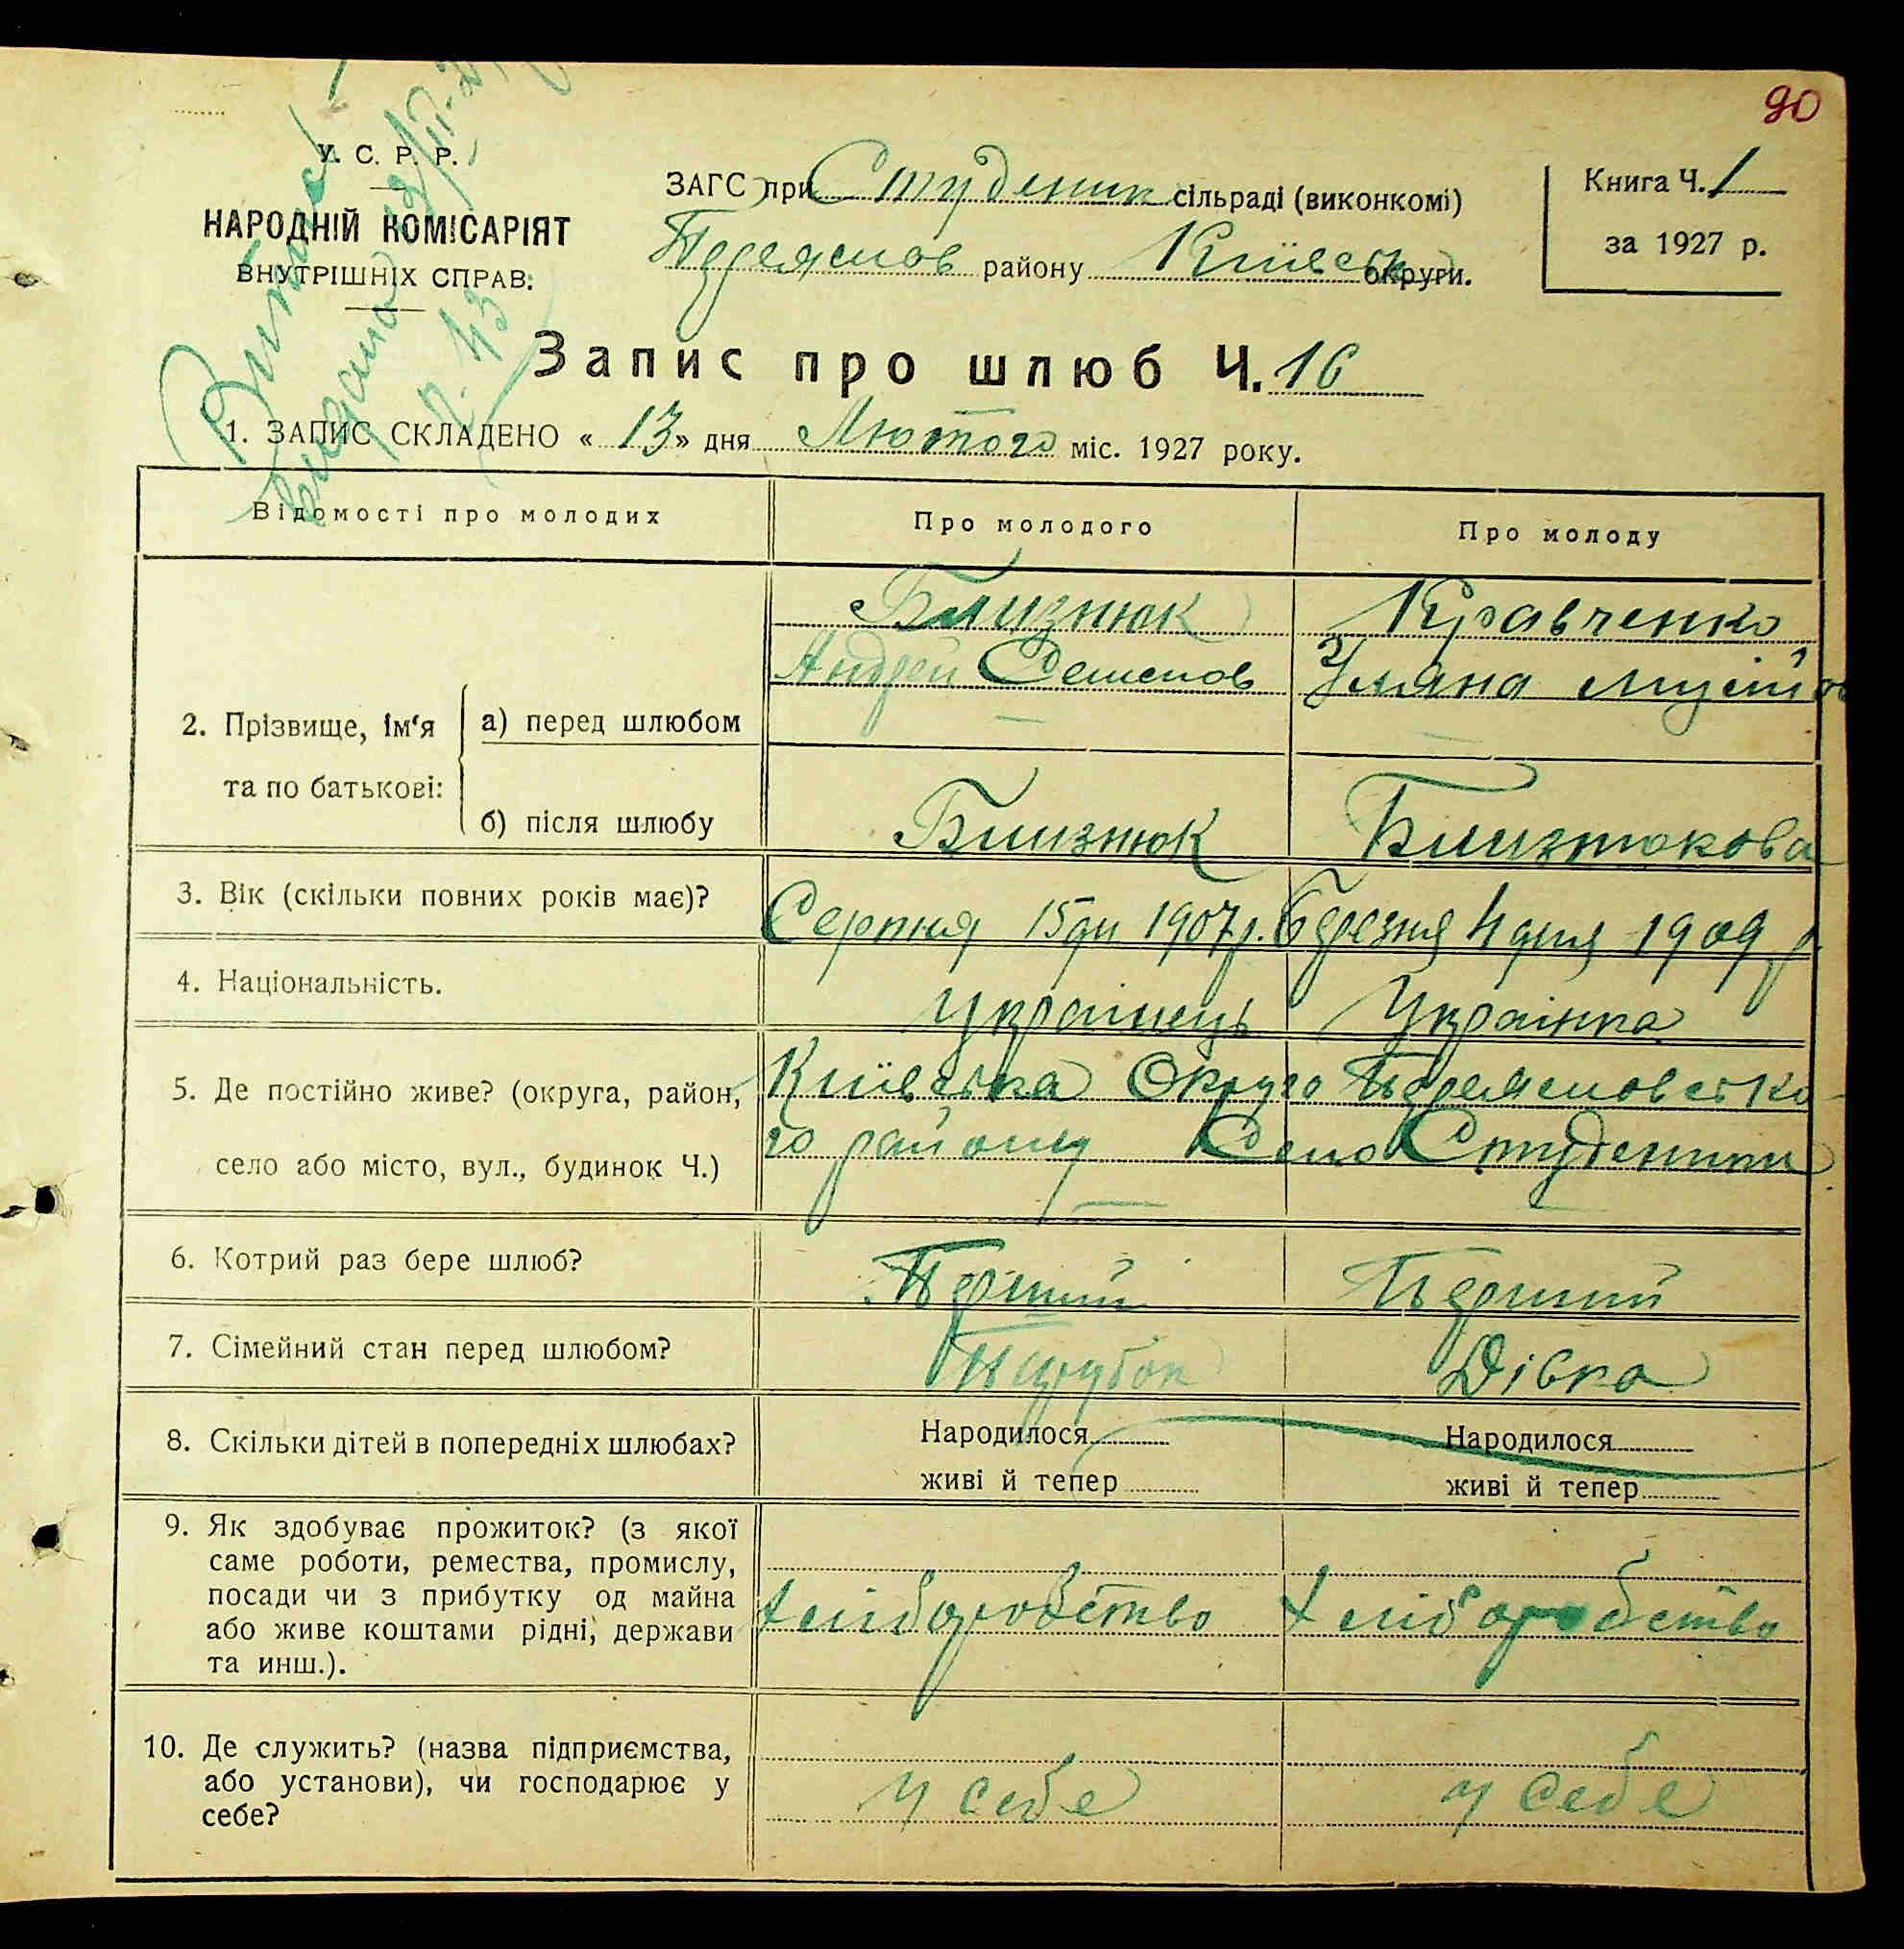 90
У. С. Р. Р.
НАРОДНІЙ КОМІСАРІЯТ
ВНУТРІШНІХ СПРАВ.
Витяг
видано
Ч. 43
ЗАГС при Студеник сільраді (виконкомі)
Переяслов району Київськ округи.
Книга Ч. 1
за 1927 р.
Запис про шлюб Ч. 16
1. ЗАПИС СКЛАДЕНО « 13 » дня Лютого міс. 1927 року.
Відомості про молодих Про молодого Про молоду
Близнюк Кравченко
Андрей Семенов Уляна Мусійов
2. Прізвище, ім'я та по батькові:
а) перед шлюбом
б) після шлюбу Близнюк Близнюкова
3. Вік (скільки повних років має)? Серпня 15 дн 1907 р. Березня 4 дня 1909 р
4. Національність. Украінець Украінка
5. Де постійно живе? (округа, район, Київська Округа Переясловсько-
село або місто, вул., будинок Ч.) го району Село Студеники
6. Котрий раз бере шлюб? Перший Перший
7. Сімейний стан перед шлюбом? Парубок Дівка
8. Скільки дітей в попередніх шлюбах? Народилося Народилося
живі й тепер живі й тепер
9. Як здобуває прожиток? (з якої
саме роботи, ремества, промислу,
посади чи з прибутку од майна
або живе коштами рідні, держави
та инш.).
хліборобство хліборобство
10. Де служить? (назва підприємства,
або установи), чи господарює у
себе?
у себе у себе